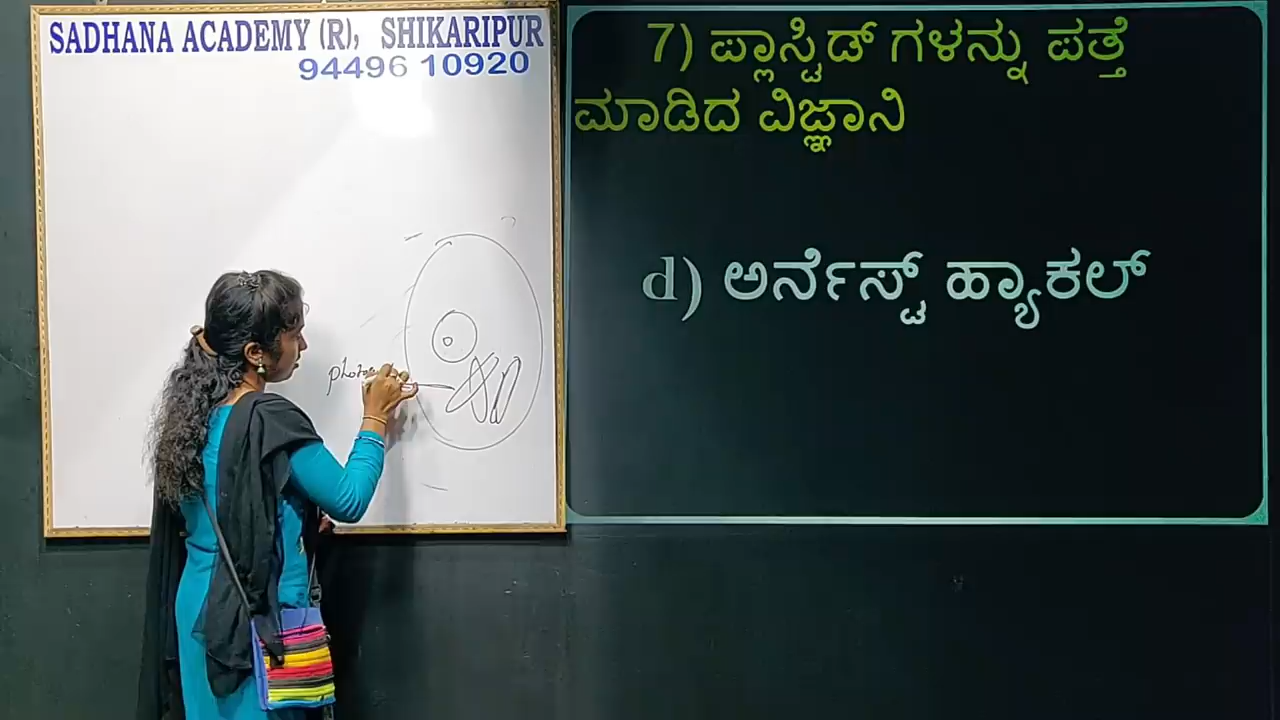 SADHANA ACADEMY (R), SHIKARIPUR
94496 10920
7) ಪ್ಲಾಸ್ಟಿಡ್ ಗಳನ್ನು ಪತ್ತೆ
ಮಾಡಿದ ವಿಜ್ಞಾನಿ
d) ಅರ್ನೆಸ್ಟ್ ಹ್ಯಾಕಲ್